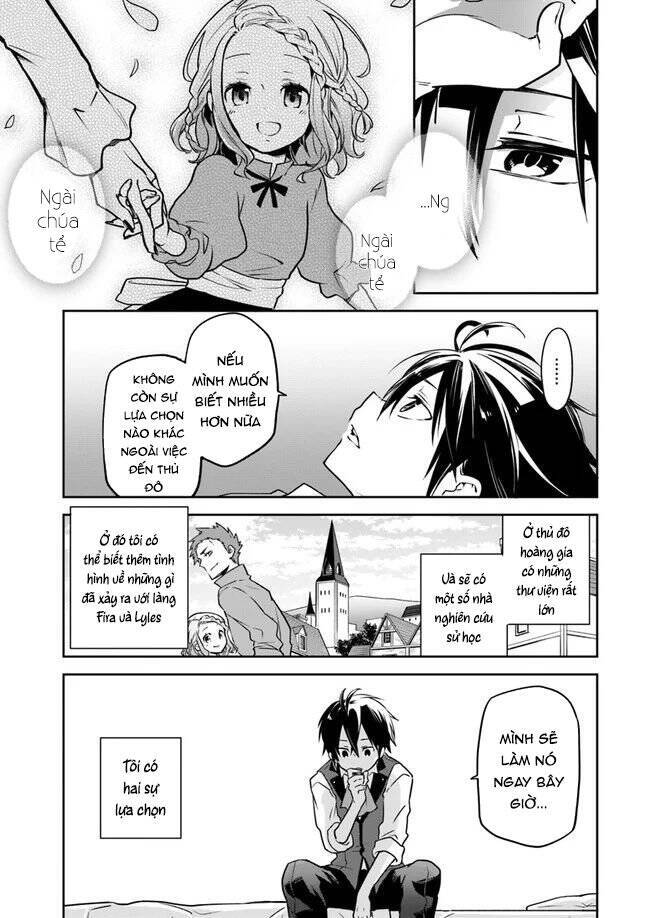 ...Ng
Ngài
chúa
tể
Ngài
chúa
tể
......
NẾU
MÌNH MUỐN
BIẾT NHIỀU
HƠN NỮA
KHÔNG
CÒN SỰ
LỰA CHỌN
NÀO KHÁC
NGOÀI VIỆC
ĐẾN THỦ
ĐÔ
Ở thủ đô
hoàng gia
có những
thư viện rất
lớn
Và sẽ có
một số nhà
nghiên cứu
sử học
Ở đó tôi có
thể biết thêm tình
hình về những gì
đã xảy ra với làng
Fira và Lyles
MÌNH SẼ
LÀM NÓ
NGAY BÂY
GIỜ...
Tôi có
hai sự
lựa chọn